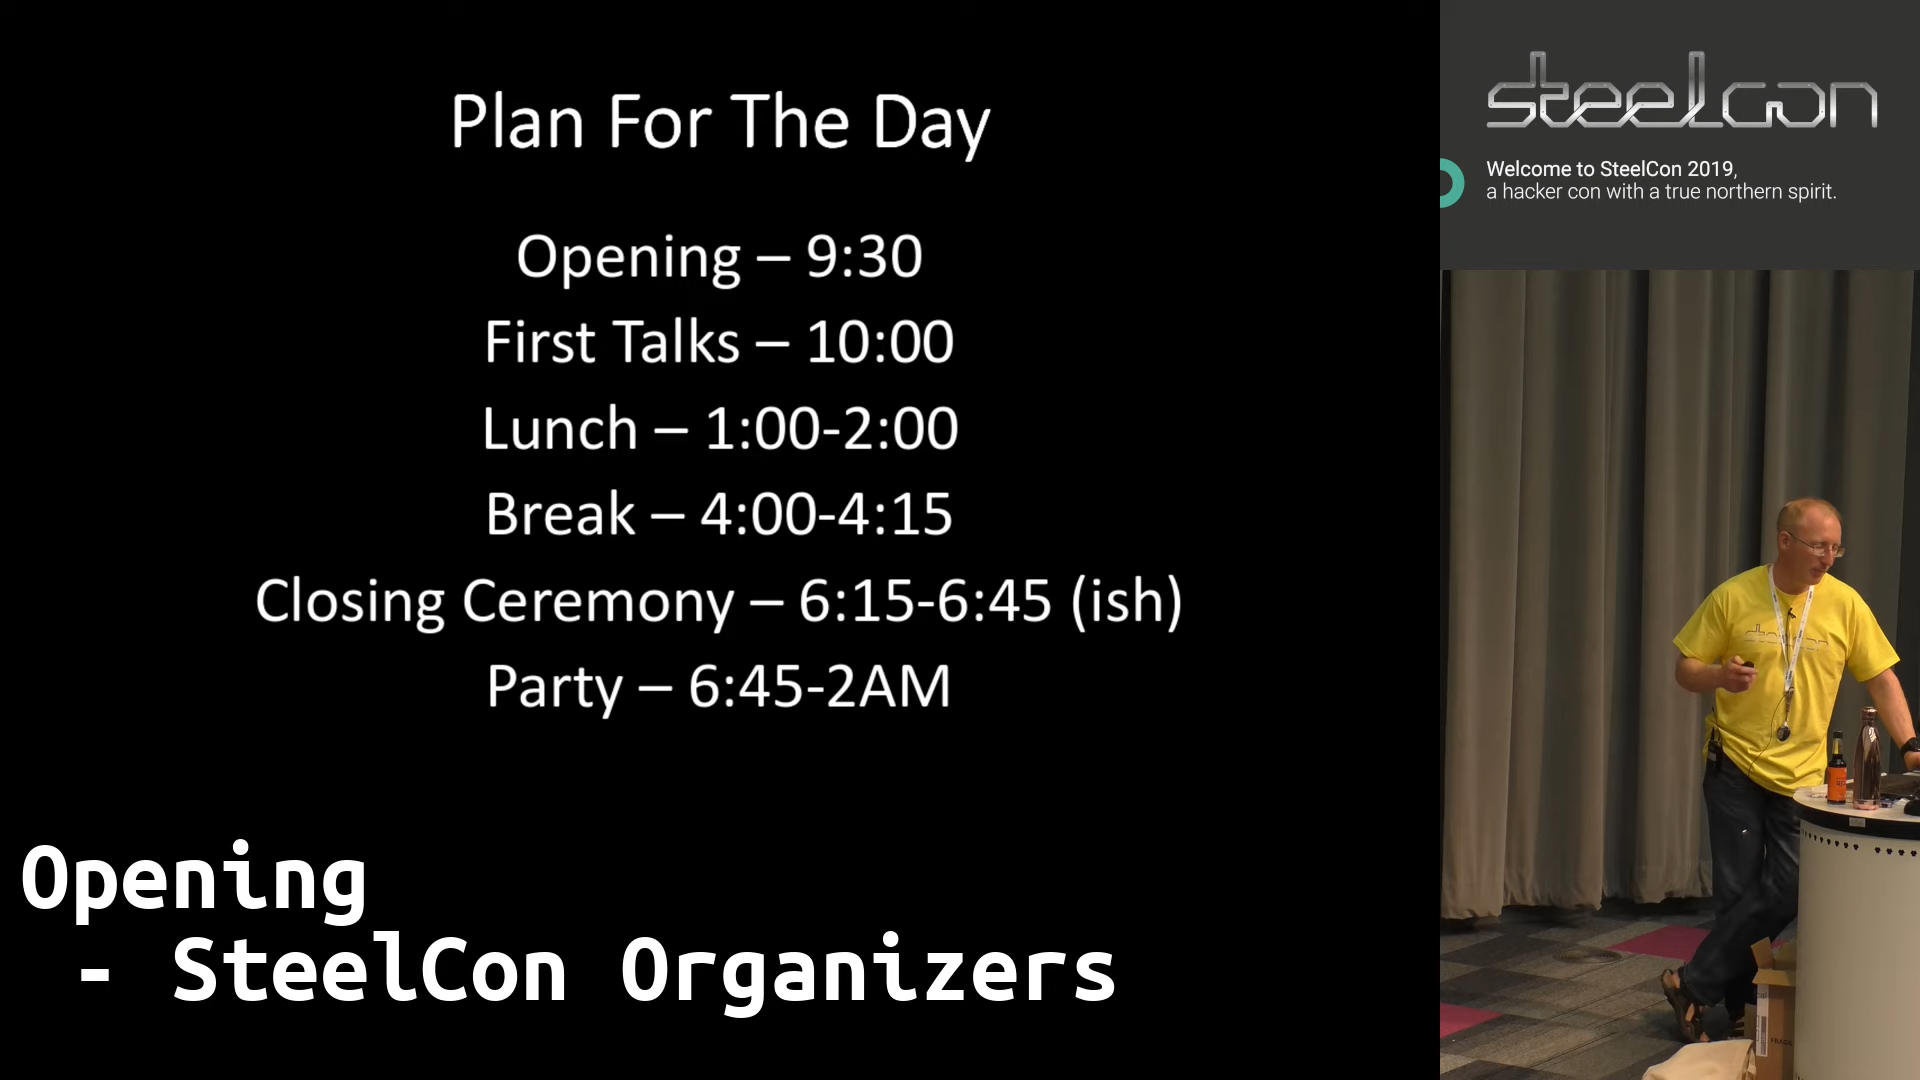 Plan For The Day
Opening – 9:30
First Talks – 10:00
Lunch – 1:00-2:00
Break – 4:00-4:15
Closing Ceremony – 6:15-6:45 (ish)
Party – 6:45-2AM
Opening
- SteelCon Organizers
steelcon
Welcome to SteelCon 2019,
a hacker con with a true northern spirit.
steelcon